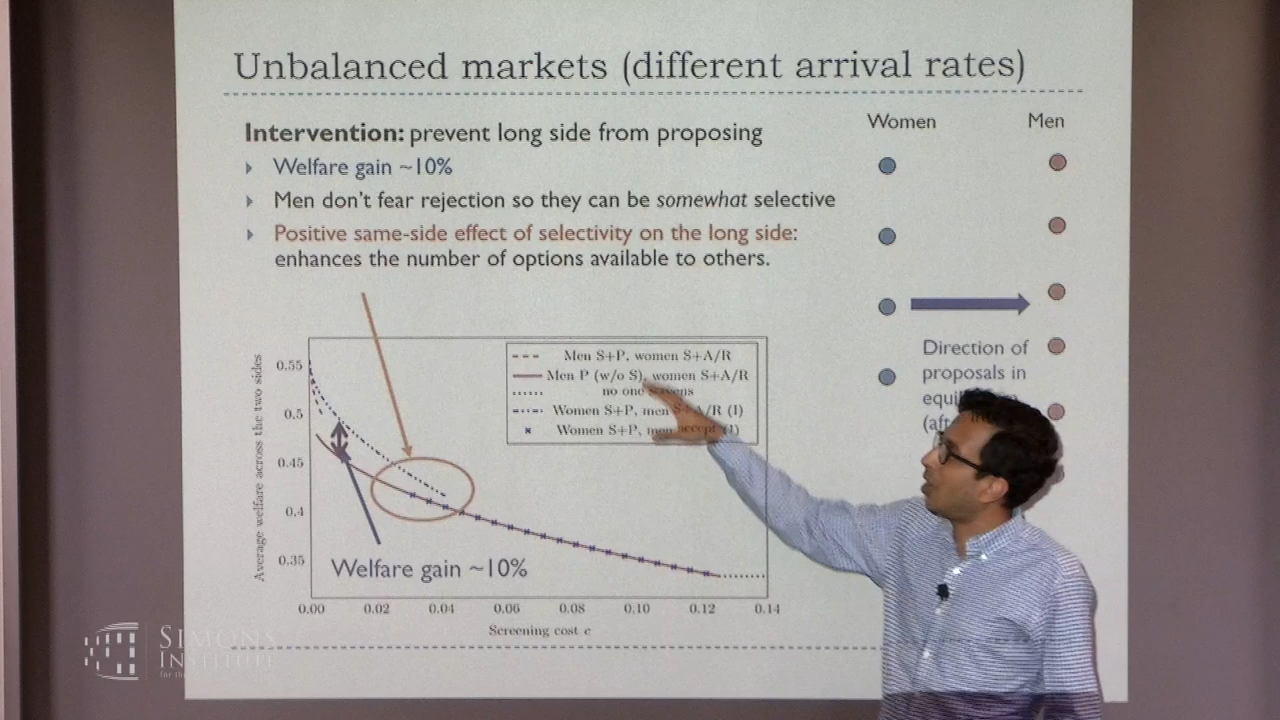 Unbalanced markets (different arrival rates)
Intervention: prevent long side from proposing
Welfare gain ~10%
Men don't fear rejection so they can be somewhat selective
Positive same-side effect of selectivity on the long side:
enhances the number of options available to others.
Women Men
Direction of
proposals in
Average welfare across the two sides
0.55
0.5
0.45
0.4
0.35
Men S+P, women S+A/R
Men P (w/o S), women S+A/R
no one
Women S+P, men A/R (I)
Women S+P, men accept (I)
Welfare gain ~10%
0.00 0.02 0.04 0.06 0.08 0.10 0.12 0.14
Screening cost c
SIMONS
INSTITUTE
for the